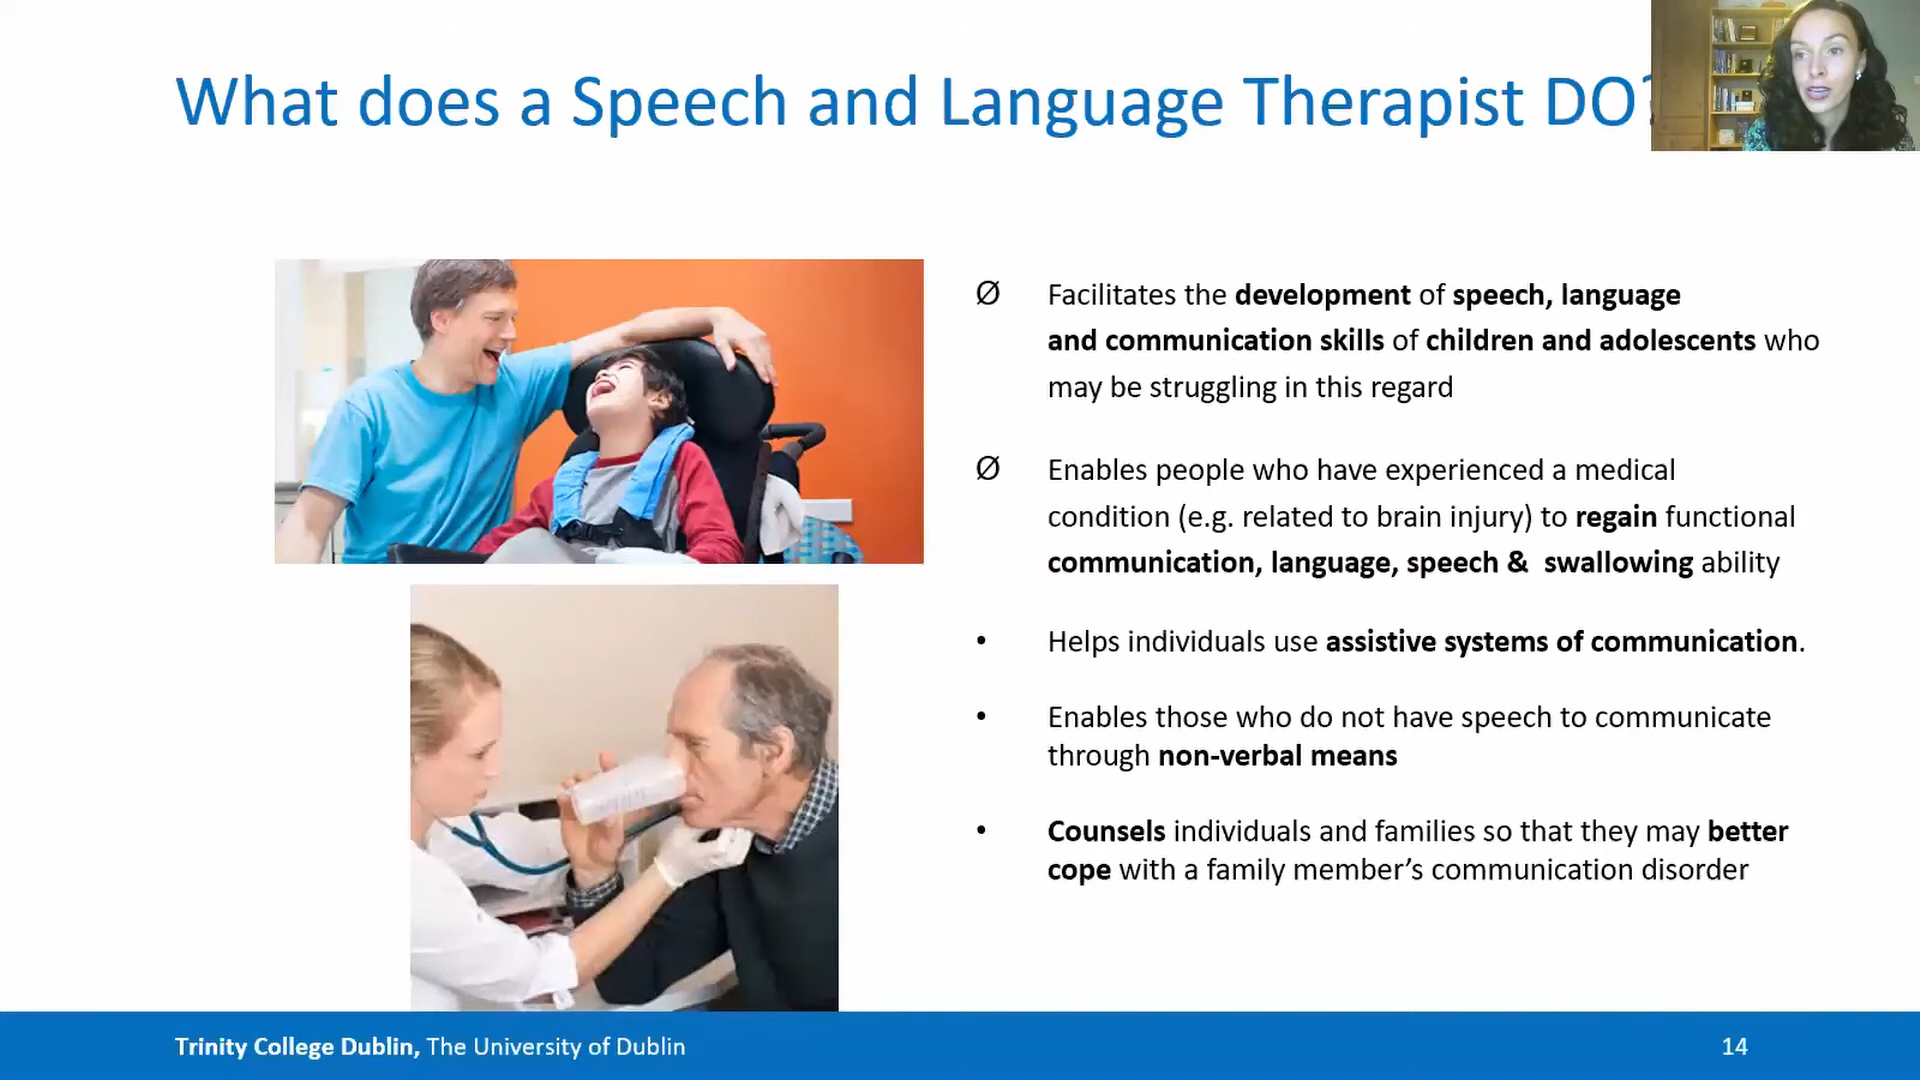 What does a Speech and Language Therapist DO?
Ø Facilitates the development of speech, language
and communication skills of children and adolescents who
may be struggling in this regard
Ø Enables people who have experienced a medical
condition (e.g. related to brain injury) to regain functional
communication, language, speech & swallowing ability
• Helps individuals use assistive systems of communication.
• Enables those who do not have speech to communicate
through non-verbal means
• Counsels individuals and families so that they may better
cope with a family member’s communication disorder
Trinity College Dublin, The University of Dublin
14